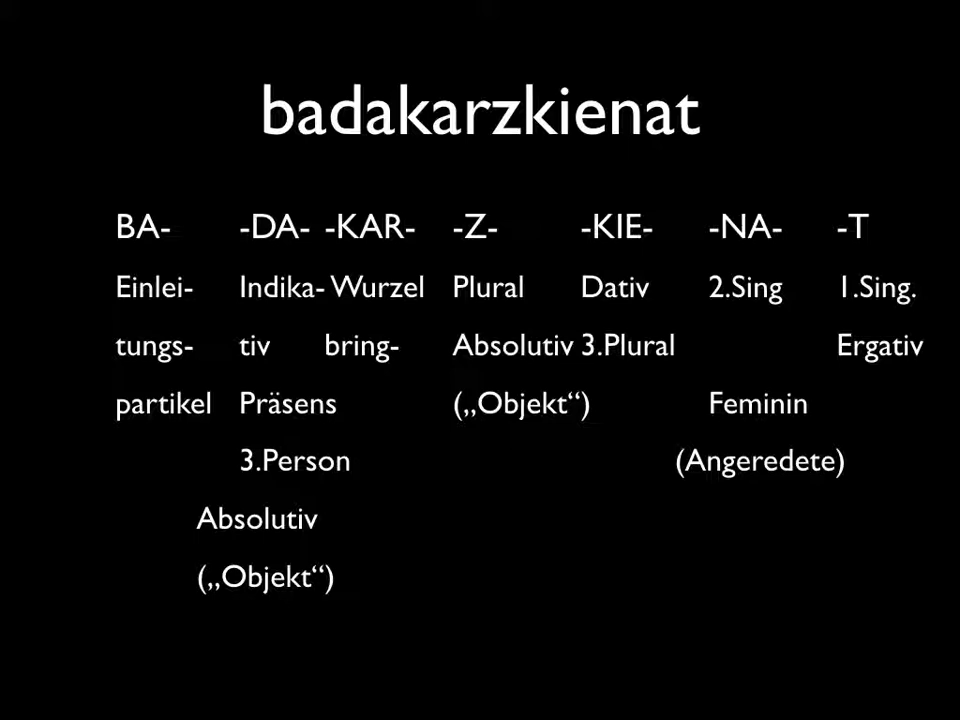 badakarzkienat
BA- -DA- -KAR- -Z- -KIE- -NA- -T
Einlei- Indika- Wurzel Plural Dativ 2.Sing 1.Sing.
tungs- tiv bring- Absolutiv 3.Plural Ergativ
partikel Präsens („Objekt“) Feminin
3.Person (Angeredete)
Absolutiv
(„Objekt“)